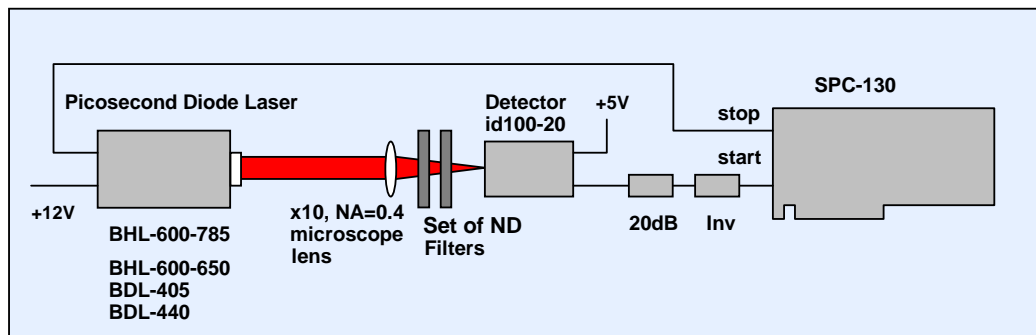 SPC-130
Picosecond Diode Laser
Detector
id100-20
+5V
stop
start
+12V
x10, NA=0.4
microscope
lens
Set of ND
Filters
20dB
Inv
BHL-600-785
BHL-600-650
BDL-405
BDL-440